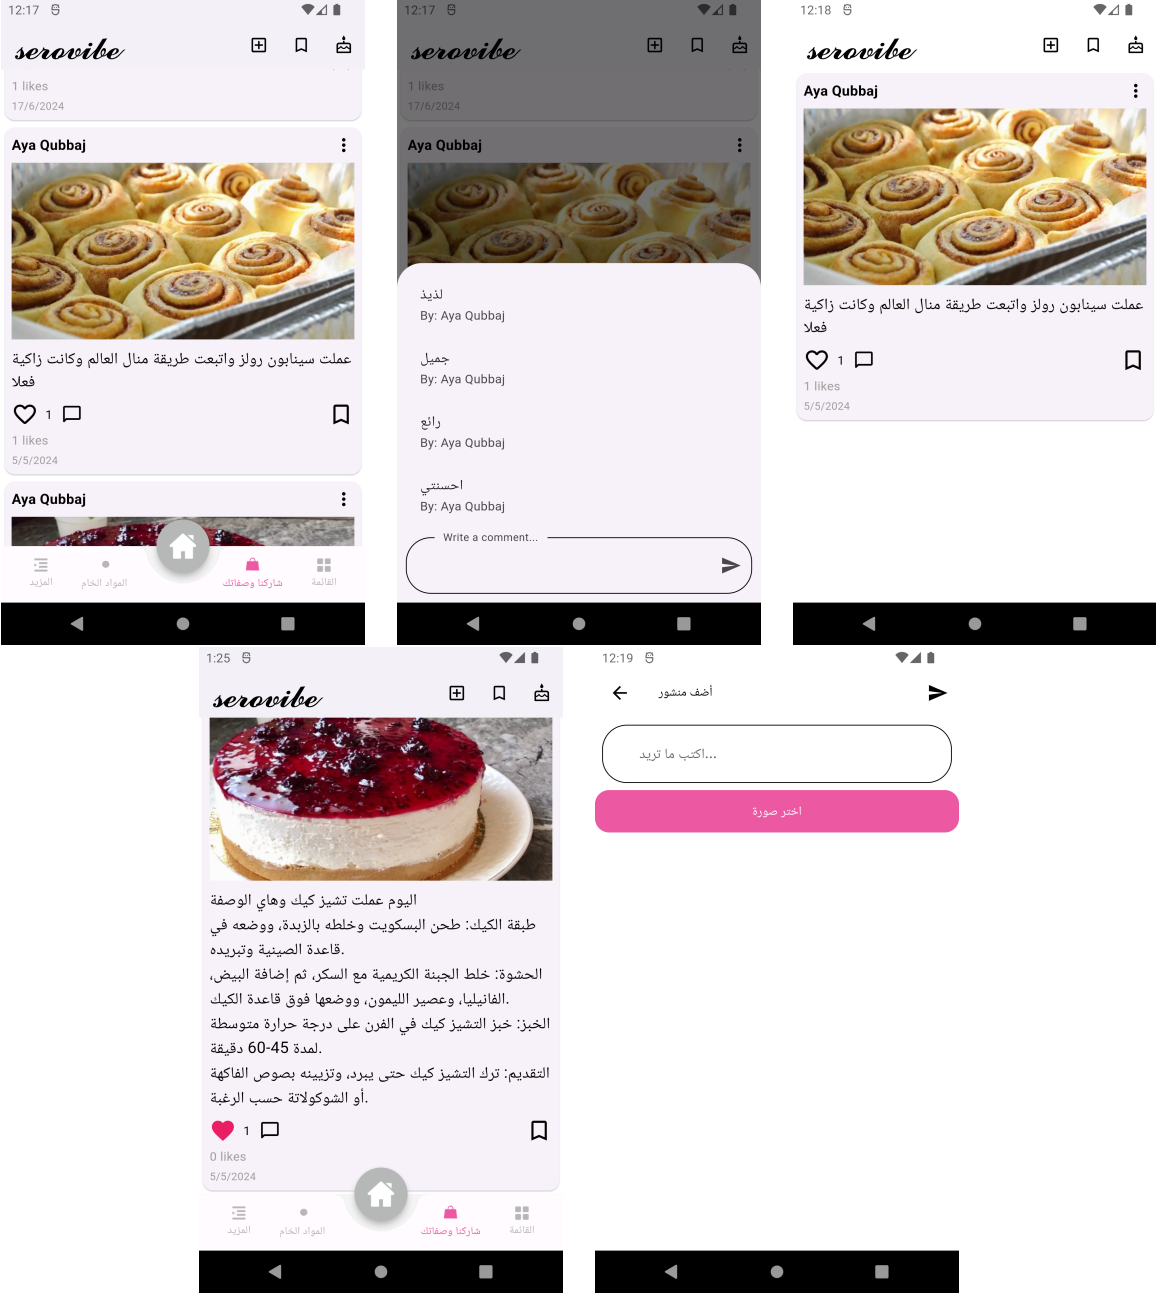 12:17
serovibe
1 likes
17/6/2024
Aya Qubbaj
عملت سينابون رولز واتبعت طريقة منال العالم وكانت زاكية
فعلا
1
1 likes
5/5/2024
Aya Qubbaj
المزيد
المواد الخام
شاركنا وصفاتك
القائمة
12:17
serovibe
1 likes
17/6/2024
Aya Qubbaj
لذيذ
By: Aya Qubbaj
جميل
By: Aya Qubbaj
رائع
By: Aya Qubbaj
احسنتي
By: Aya Qubbaj
Write a comment...
12:18
serovibe
Aya Qubbaj
عملت سينابون رولز واتبعت طريقة منال العالم وكانت زاكية
فعلا
1
1 likes
5/5/2024
1:25
serovibe
اليوم عملت تشيز كيك وهاي الوصفة
طبقة الكيك: طحن البسكويت وخلطه بالزبدة، ووضعه في
قاعدة الصينية وتبريده.
الحشوة: خلط الجبنة الكريمية مع السكر، ثم إضافة البيض،
الفانيليا، وعصير الليمون، ووضعها فوق قاعدة الكيك.
الخبز: خبز التشيز كيك في الفرن على درجة حرارة متوسطة
لمدة 45-60 دقيقة.
التقديم: ترك التشيز كيك حتى يبرد، وتزيينه بصوص الفاكهة
أو الشوكولاتة حسب الرغبة.
1
0 likes
5/5/2024
المزيد
المواد الخام
شاركنا وصفاتك
القائمة
12:19
أضف منشور
اكتب ما تريد...
اختر صورة